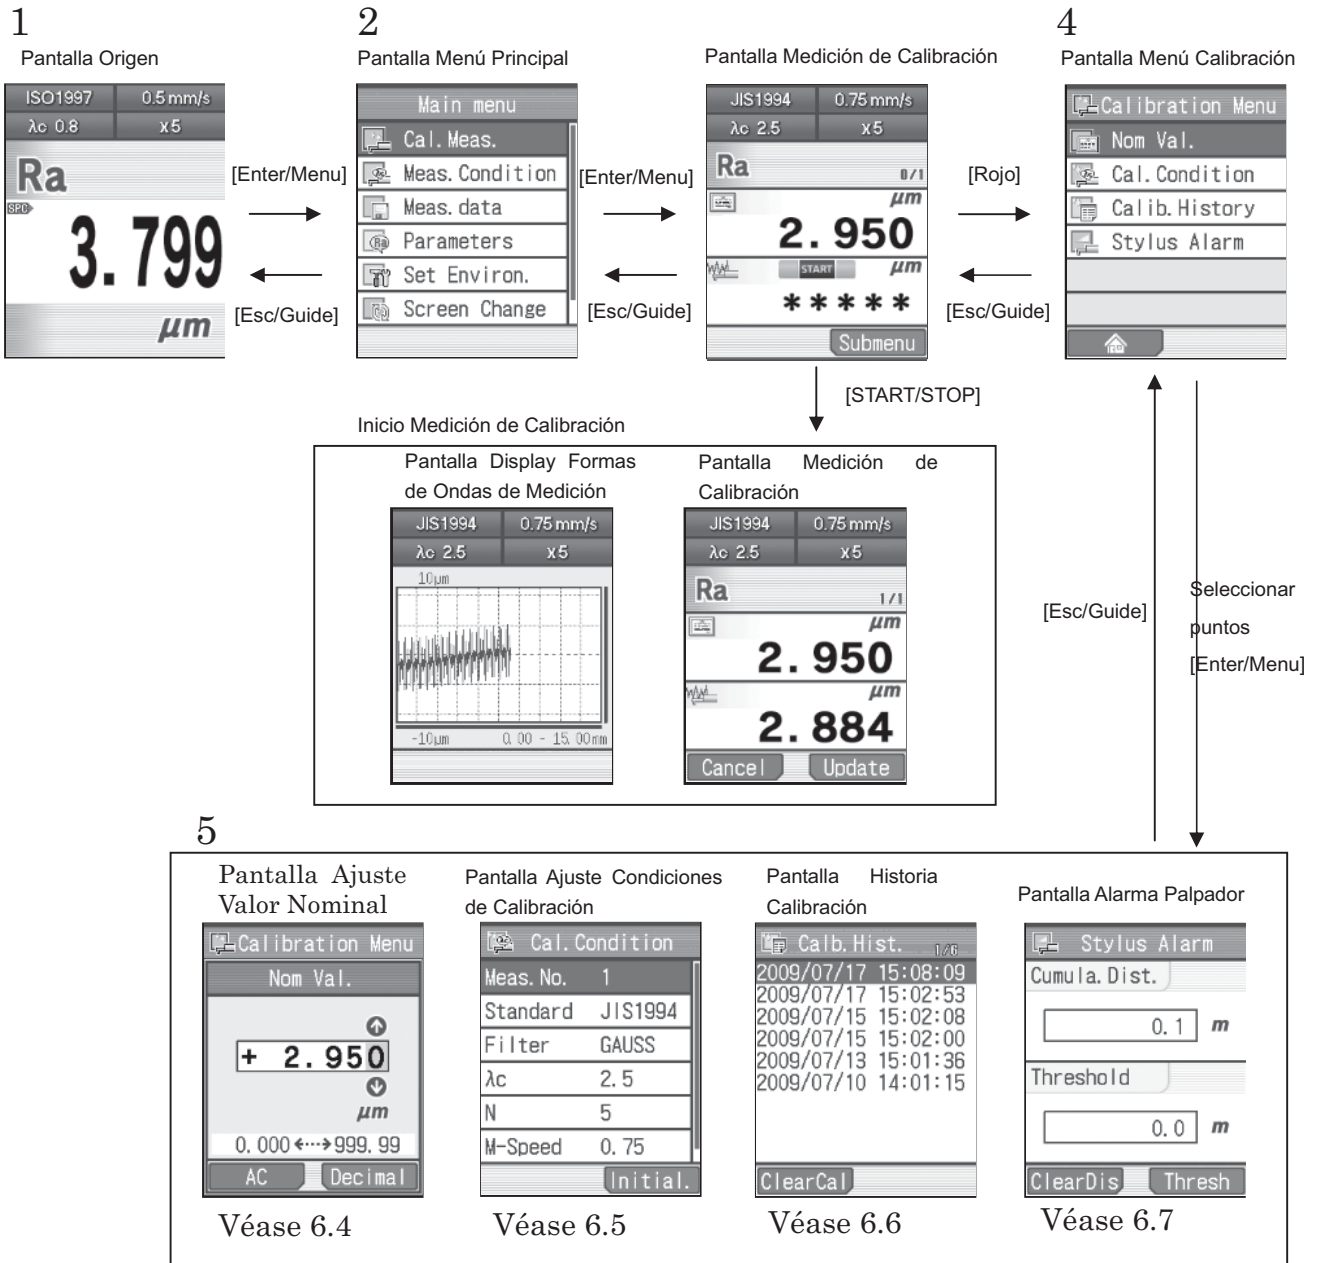 1
Pantalla Origen
ISO1997 0.5 mm/s
λc 0.8 x5
Ra
SPC
3.799
µm
[Enter/Menu]
[Esc/Guide]
2
Pantalla Menú Principal
Main menu
Cal. Meas.
Meas. Condition
Meas. data
Parameters
Set Environ.
Screen Change
[Enter/Menu]
[Esc/Guide]
Pantalla Medición de Calibración
JIS1994 0.75 mm/s
λc 2.5 x5
Ra
0/1
µm
2.950
START
µm
*****
Submenu
[Rojo]
[Esc/Guide]
4
Pantalla Menú Calibración
Calibration Menu
Nom Val.
Cal. Condition
Calib. History
Stylus Alarm
[START/STOP]
Inicio Medición de Calibración
Pantalla Display Formas
de Ondas de Medición
JIS1994 0.75 mm/s
λc 2.5 x5
10µm
-10µm 0.00 - 15.00mm
Pantalla Medición de
Calibración
JIS1994 0.75 mm/s
λc 2.5 x5
Ra
1/1
µm
2.950
µm
2.884
Cancel Update
[Esc/Guide]
Seleccionar
puntos
[Enter/Menu]
5
Pantalla Ajuste
Valor Nominal
Calibration Menu
Nom Val.
+ 2.950
µm
0.000 ↔ 999.99
AC Decimal
Véase 6.4
Pantalla Ajuste Condiciones
de Calibración
Cal. Condition
Meas. No. 1
Standard JIS1994
Filter GAUSS
λc 2.5
N 5
M-Speed 0.75
Initial.
Véase 6.5
Pantalla Historia
Calibración
Calb. Hist. 1/6
2009/07/17 15:08:09
2009/07/17 15:02:53
2009/07/15 15:02:08
2009/07/15 15:02:00
2009/07/13 15:01:36
2009/07/10 14:01:15
ClearCal
Véase 6.6
Pantalla Alarma Palpador
Stylus Alarm
Cumula. Dist.
0.1 m
Threshold
0.0 m
ClearDis Thresh
Véase 6.7